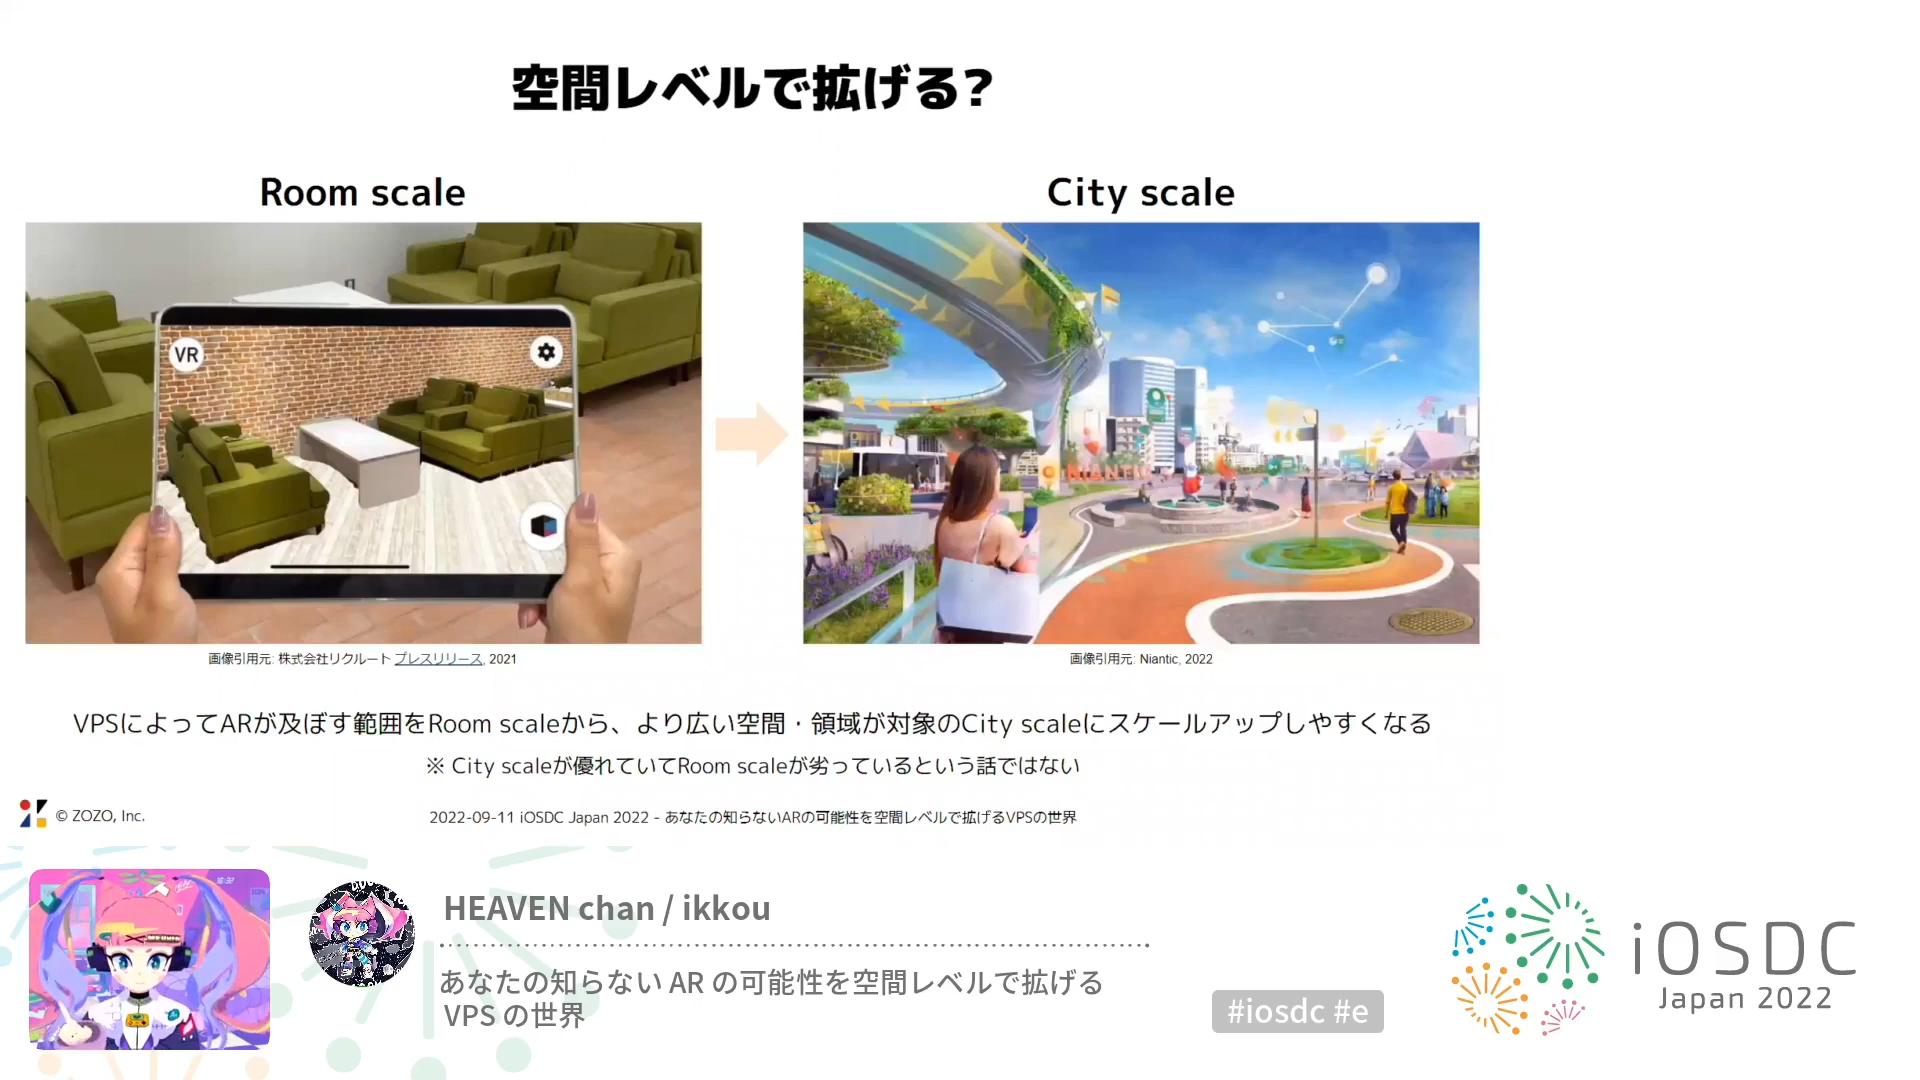 空間レベルで拡げる?
Room scale
City scale
VR
NIANTIC
画像引用元: 株式会社リクルート プレスリリース, 2021
画像引用元: Niantic, 2022
VPSによってARが及ぼす範囲をRoom scaleから、より広い空間・領域が対象のCity scaleにスケールアップしやすくなる
※ City scaleが優れていてRoom scaleが劣っているという話ではない
© ZOZO, Inc.
2022-09-11 iOSDC Japan 2022 - あなたの知らないARの可能性を空間レベルで拡げるVPSの世界
HEAVEN chan / ikkou
あなたの知らない AR の可能性を空間レベルで拡げる
VPS の世界
#iosdc #e
iOSDC
Japan 2022